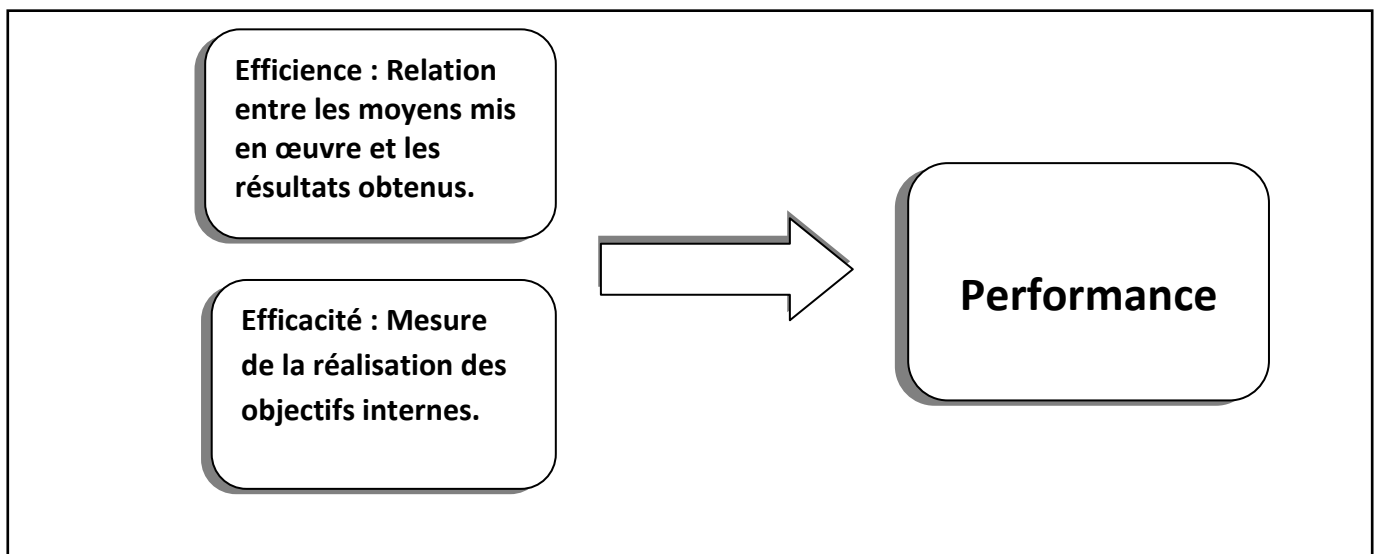 Efficience : Relation
entre les moyens mis
en œuvre et les
résultats obtenus.
Efficacité : Mesure
de la réalisation des
objectifs internes.
Performance